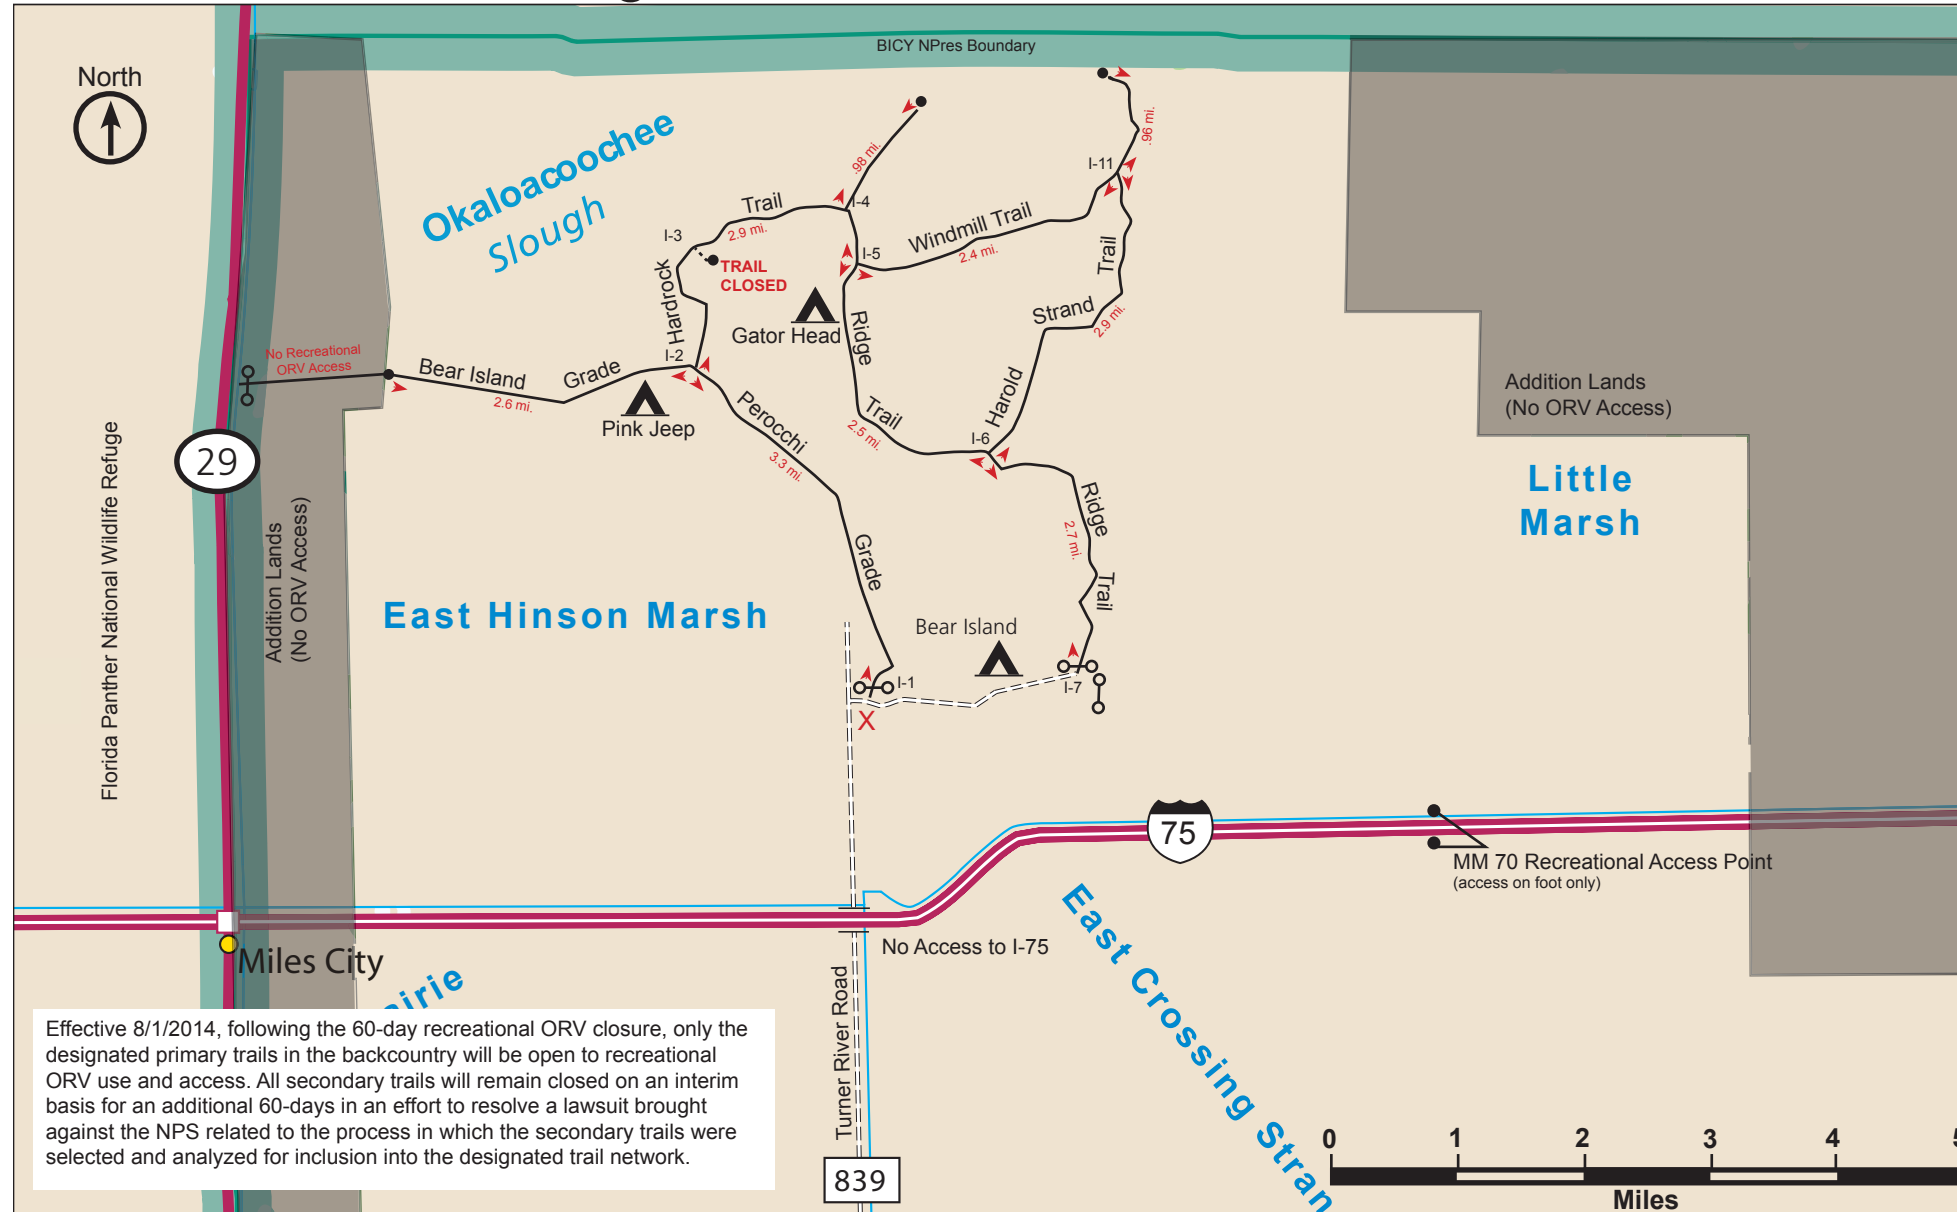 BICY NPres Boundary
North
Okaloacoochee
Slough
.98 mi.
.96 mi.
I-11
I-4
Trail
2.9 mi.
I-3
TRAIL
CLOSED
Hardrock
I-5
Windmill Trail
2.4 mi.
Trail
Strand
2.9 mi.
Harold
Gator Head
Ridge
Trail
2.5 mi.
I-6
I-2
No Recreational
ORV Access
Bear Island
Grade
2.6 mi.
Pink Jeep
Perocchi
3.3 mi.
Grade
Addition Lands
(No ORV Access)
Little
Marsh
29
Florida Panther National Wildlife Refuge
Addition Lands
(No ORV Access)
Ridge
2.7 mi.
Trail
East Hinson Marsh
Bear Island
I-1
I-7
X
75
MM 70 Recreational Access Point
(access on foot only)
No Access to I-75
Miles City
airie
East Crossing Stran
Turner River Road
839
Effective 8/1/2014, following the 60-day recreational ORV closure, only the
designated primary trails in the backcountry will be open to recreational
ORV use and access. All secondary trails will remain closed on an interim
basis for an additional 60-days in an effort to resolve a lawsuit brought
against the NPS related to the process in which the secondary trails were
selected and analyzed for inclusion into the designated trail network.
0 1 2 3 4 5
Miles